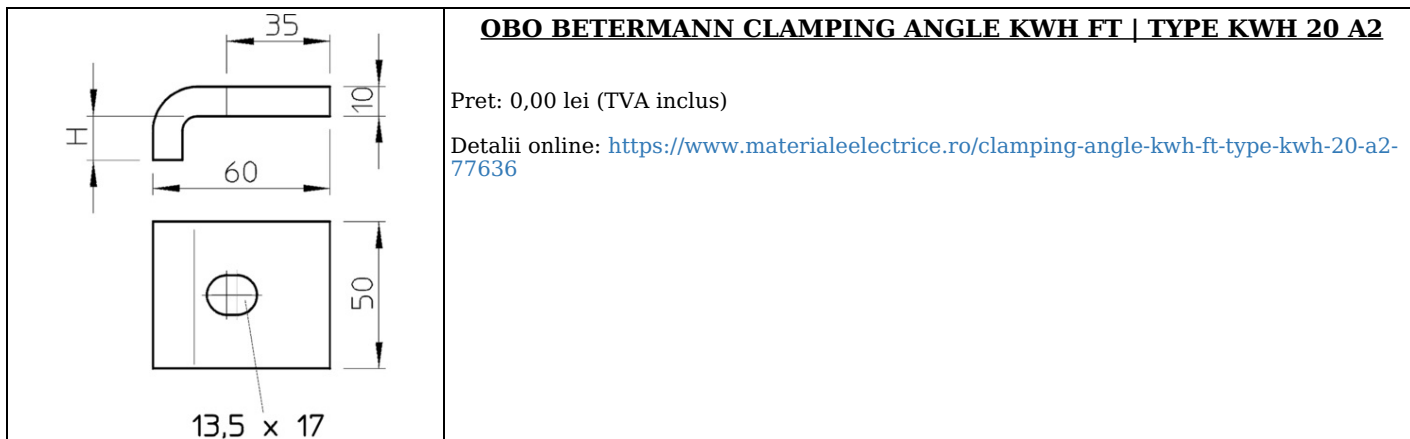 35
10
H
60
50
13,5 x 17
OBO BETERMANN CLAMPING ANGLE KWH FT | TYPE KWH 20 A2
Pret: 0,00 lei (TVA inclus)
Detalii online: https://www.materialeelectrice.ro/clamping-angle-kwh-ft-type-kwh-20-a2-
77636